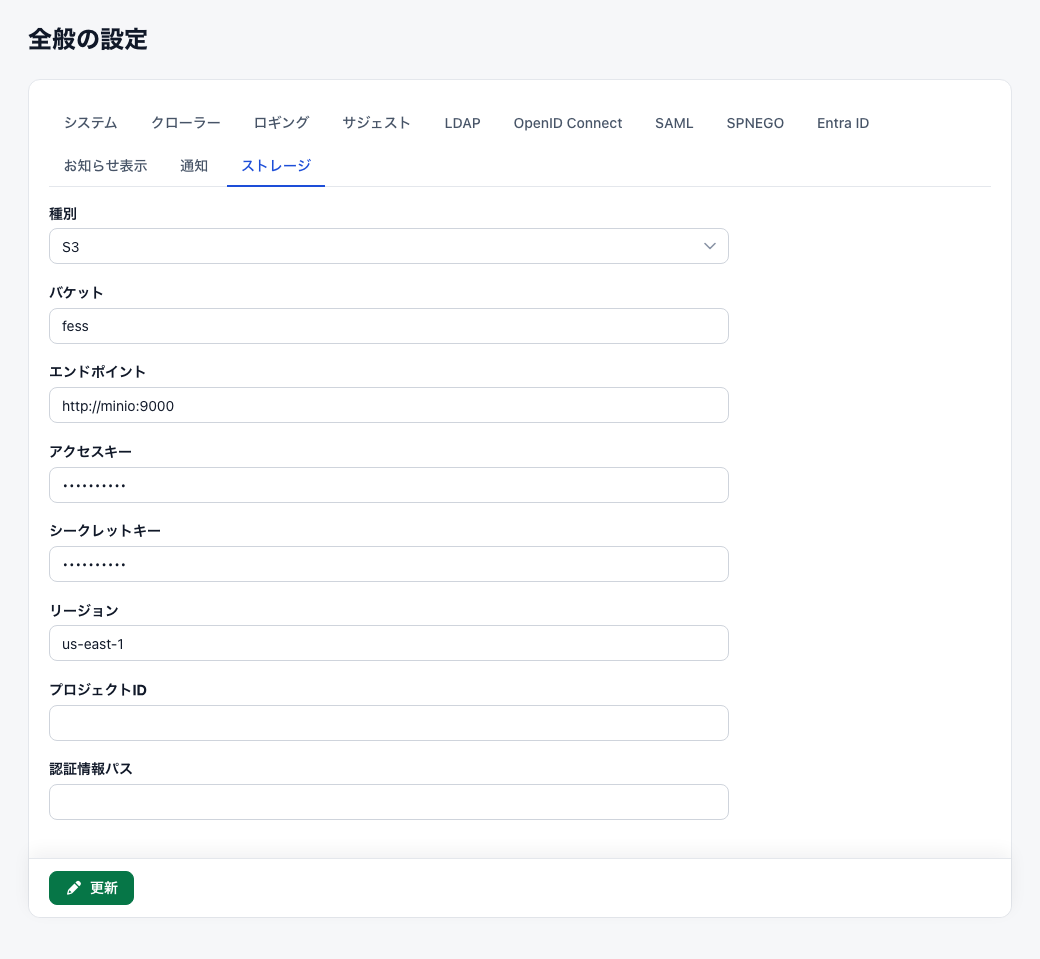 全般の設定
システム クローラー ロギング サジェスト LDAP OpenID Connect SAML SPNEGO Entra ID
お知らせ表示 通知 ストレージ
種別
S3
バケット
fess
エンドポイント
http://minio:9000
アクセスキー
••••••••••
シークレットキー
••••••••••
リージョン
us-east-1
プロジェクトID
認証情報パス
更新